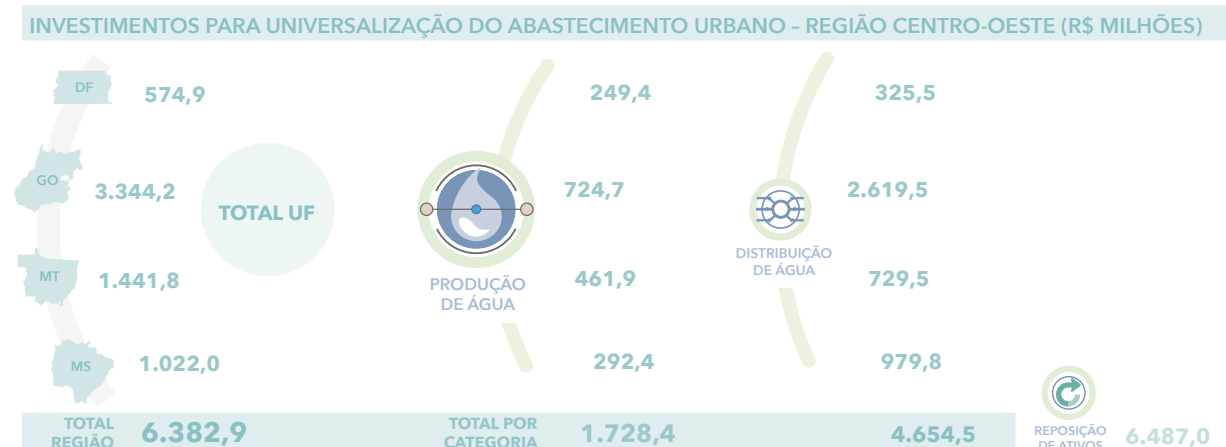 INVESTIMENTOS PARA UNIVERSALIZAÇÃO DO ABASTECIMENTO URBANO – REGIÃO CENTRO-OESTE (R$ MILHÕES)
DF
574,9
249,4
325,5
GO
3.344,2
TOTAL UF
724,7
2.619,5
PRODUÇÃO
DE ÁGUA
DISTRIBUIÇÃO
DE ÁGUA
MT
1.441,8
461,9
729,5
MS
1.022,0
292,4
979,8
TOTAL
REGIÃO
6.382,9
TOTAL POR
CATEGORIA
1.728,4
4.654,5
REPOSIÇÃO
DE ATIVOS
6.487,0